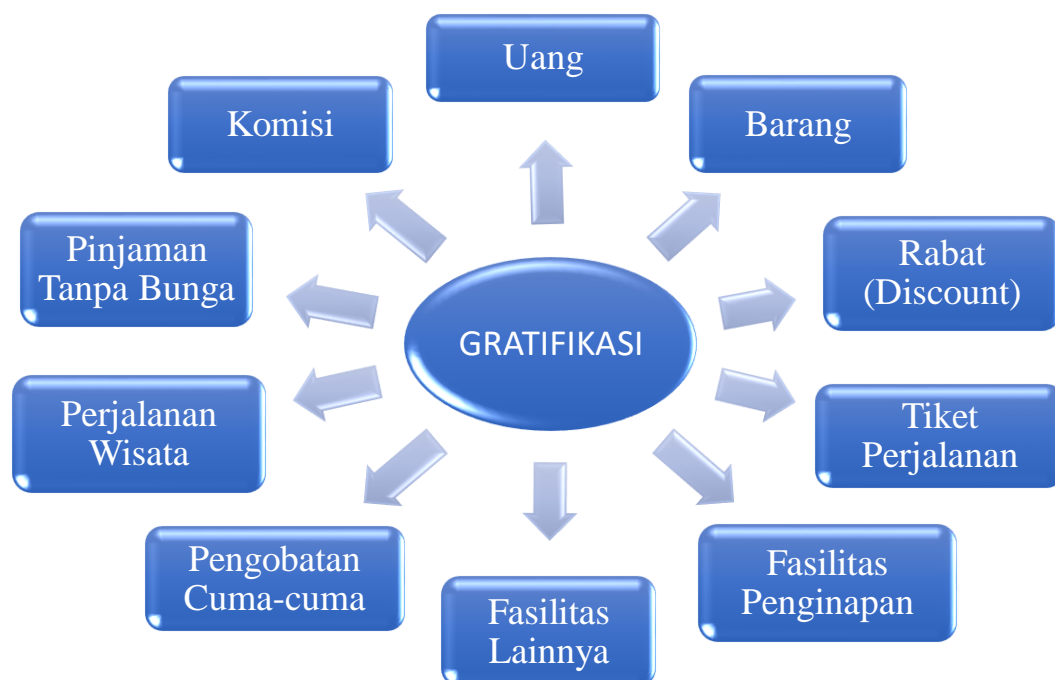 Uang
Komisi
Barang
Pinjaman
Tanpa Bunga
Rabat
(Discount)
GRATIFIKASI
Perjalanan
Wisata
Tiket
Perjalanan
Pengobatan
Cuma-cuma
Fasilitas
Lainnya
Fasilitas
Penginapan